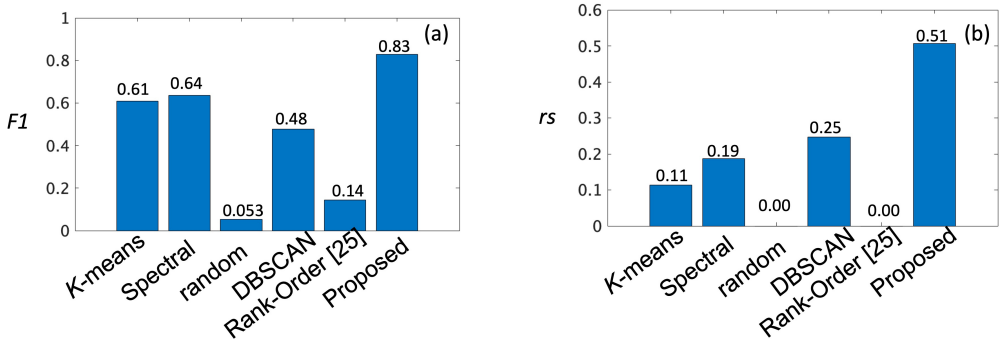 (a)
F1
1
0.8
0.6
0.4
0.2
0
0.61
0.64
0.053
0.48
0.14
0.83
K-means
Spectral
random
DBSCAN
Rank-Order [25]
Proposed
(b)
rs
0.6
0.5
0.4
0.3
0.2
0.1
0
0.11
0.19
0.00
0.25
0.00
0.51
K-means
Spectral
random
DBSCAN
Rank-Order [25]
Proposed